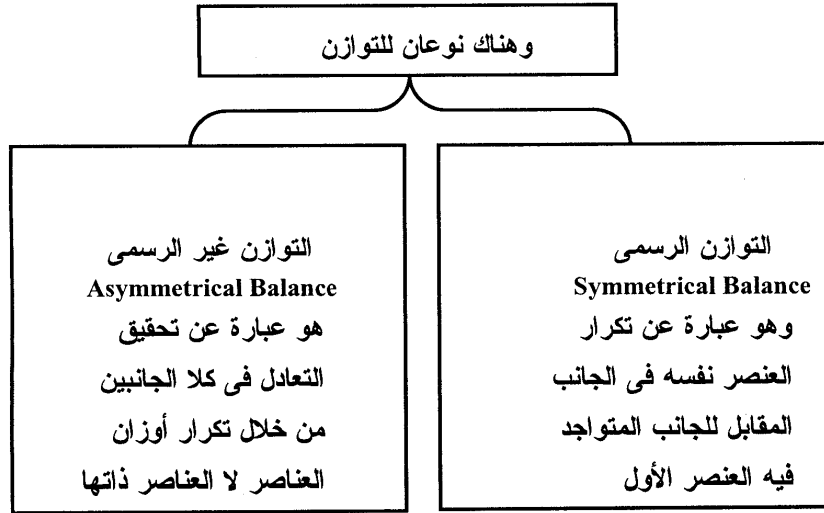 وهناك نوعان للتوازن
التوازن الرسمى
Symmetrical Balance
وهو عبارة عن تكرار
العنصر نفسه فى الجانب
المقابل للجانب المتواجد
فيه العنصر الأول
التوازن غير الرسمى
Asymmetrical Balance
هو عبارة عن تحقيق
التعادل فى كلا الجانبين
من خلال تكرار أوزان
العناصر لا العناصر ذاتها